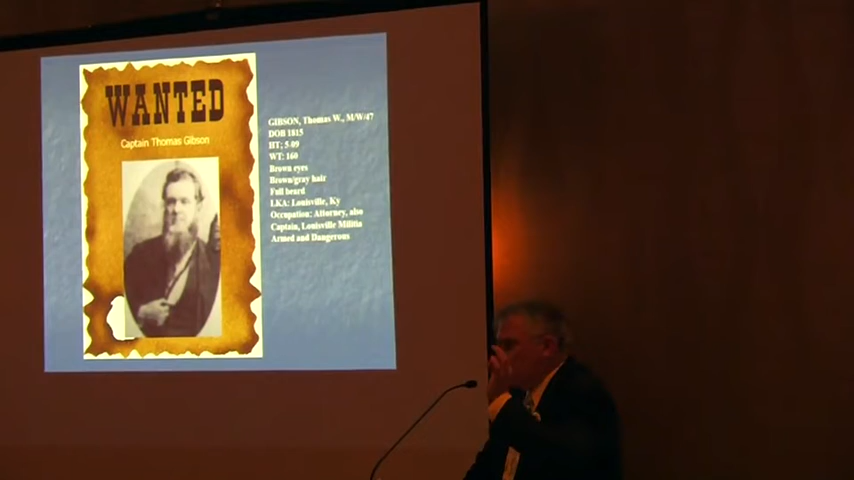 WANTED
Captain Thomas Gibson
GIBSON, Thomas W., M/W/47
DOB 1815
HT; 5-09
WT: 160
Brown eyes
Brown/gray hair
Full beard
LKA: Louisville, Ky
Occupation: Attorney, also
Captain, Louisville Militia
Armed and Dangerous